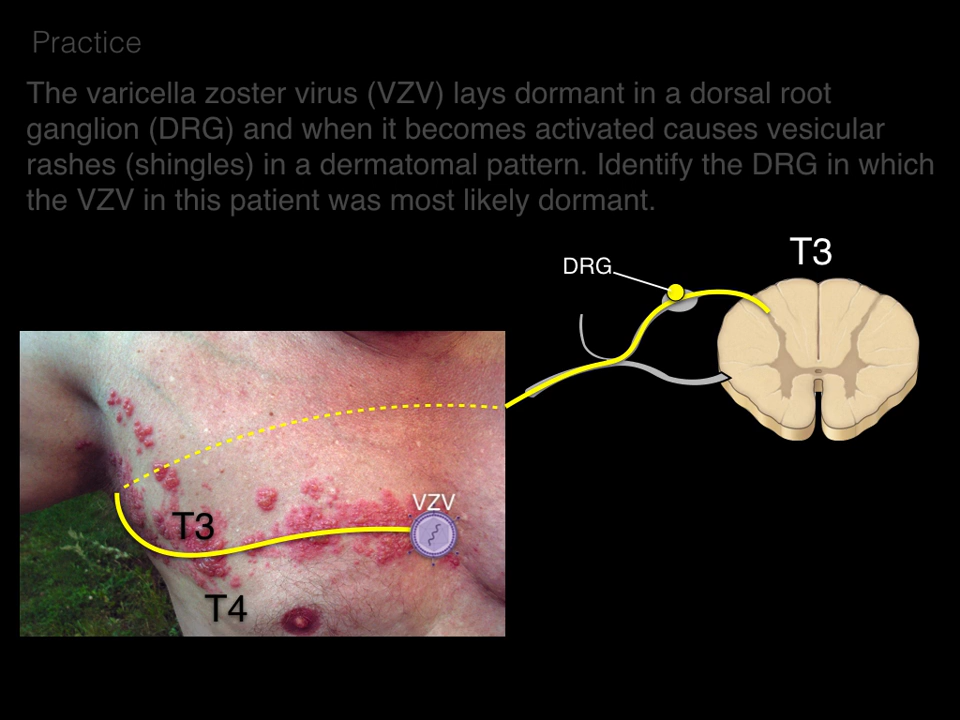 Practice
The varicella zoster virus (VZV) lays dormant in a dorsal root
ganglion (DRG) and when it becomes activated causes vesicular
rashes (shingles) in a dermatomal pattern. Identify the DRG in which
the VZV in this patient was most likely dormant.
T3
DRG
VZV
T3
T4